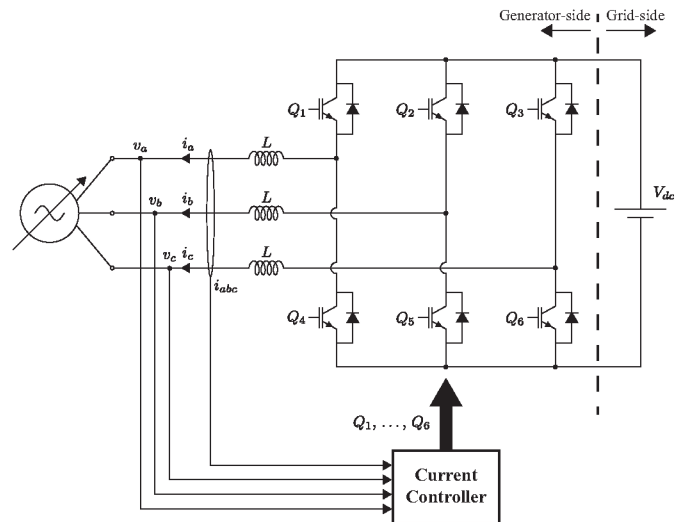 Generator-side Grid-side
Q1 Q2 Q3
va ia L
vb ib L
Vdc
vc ic L
iabc
Q4 Q5 Q6
Q1, ..., Q6
Current
Controller